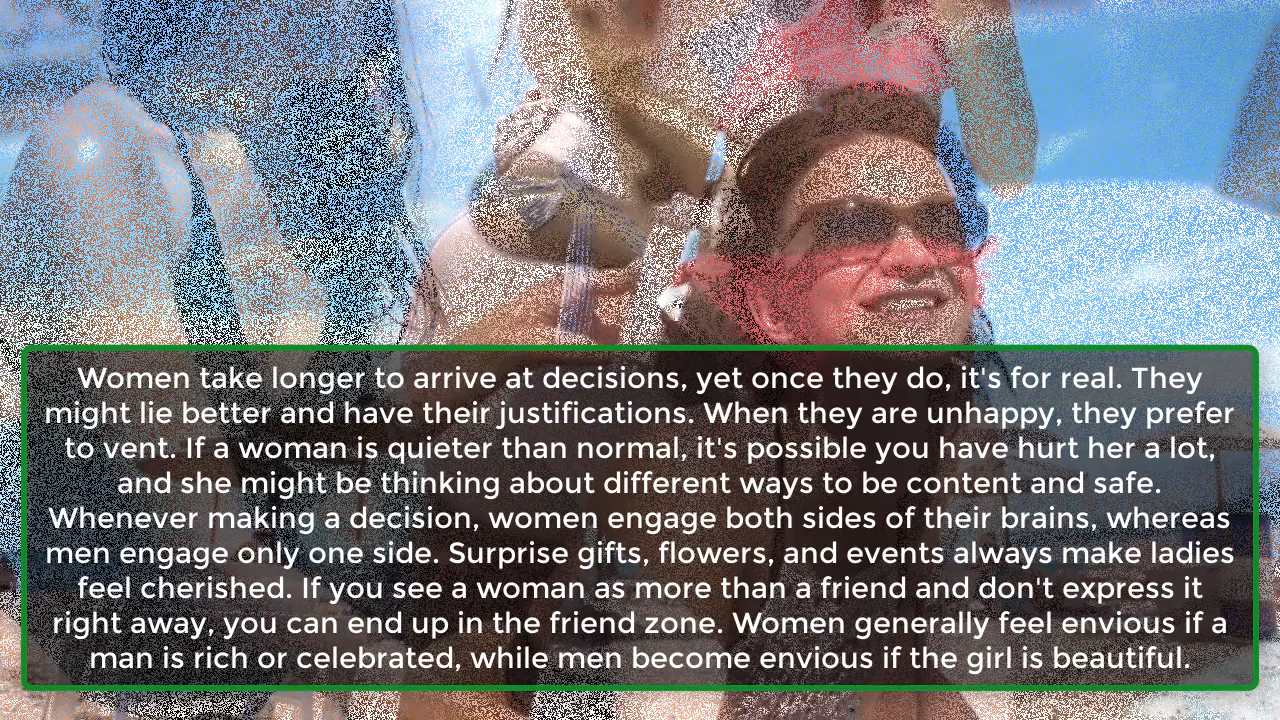 Women take longer to arrive at decisions, yet once they do, it's for real. They
might lie better and have their justifications. When they are unhappy, they prefer
to vent. If a woman is quieter than normal, it's possible you have hurt her a lot,
and she might be thinking about different ways to be content and safe.
Whenever making a decision, women engage both sides of their brains, whereas
men engage only one side. Surprise gifts, flowers, and events always make ladies
feel cherished. If you see a woman as more than a friend and don't express it
right away, you can end up in the friend zone. Women generally feel envious if a
man is rich or celebrated, while men become envious if the girl is beautiful.